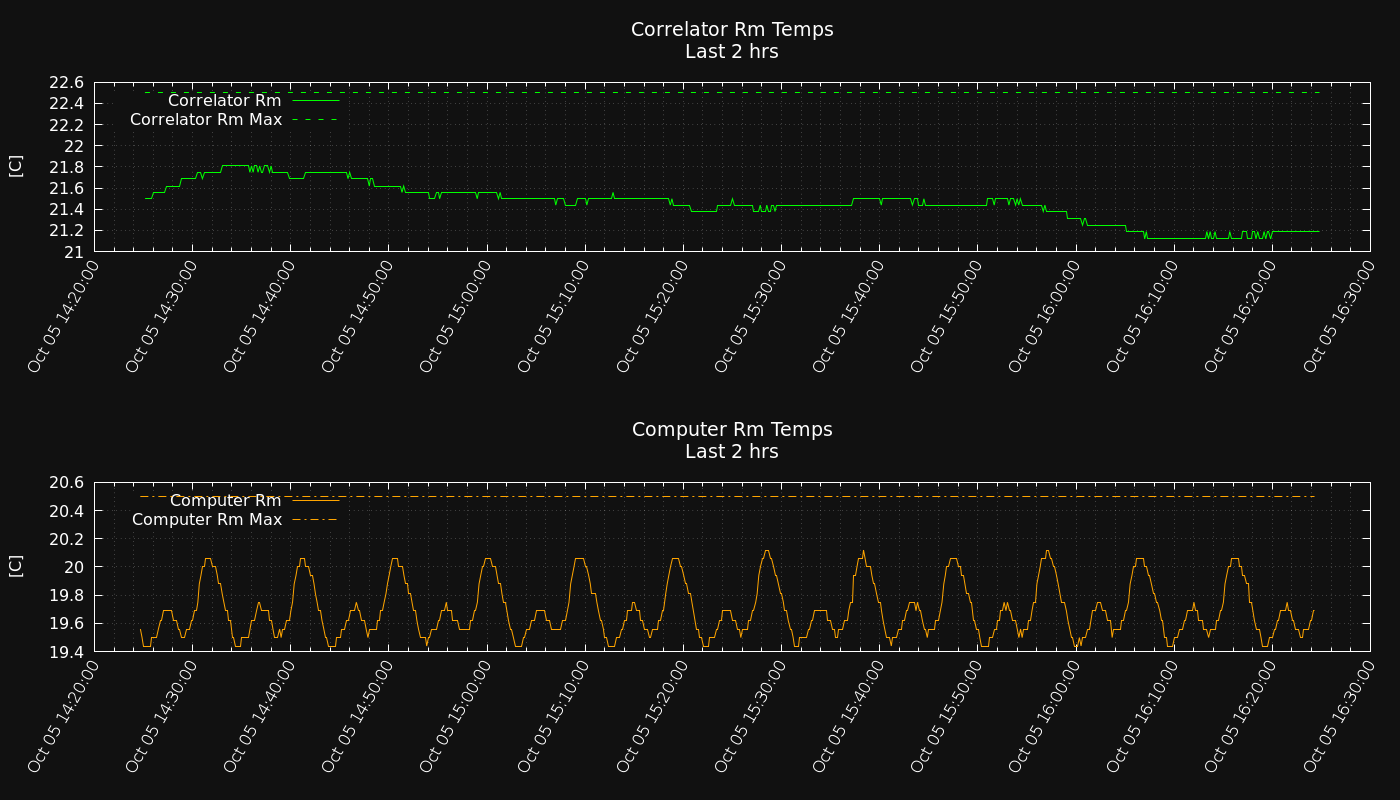 Correlator Rm Temps
Last 2 hrs
22.6
22.4
22.2
22
21.8
21.6
21.4
21.2
21
[C]
Correlator Rm
Correlator Rm Max
Oct 05 14:20:00
Oct 05 14:30:00
Oct 05 14:40:00
Oct 05 14:50:00
Oct 05 15:00:00
Oct 05 15:10:00
Oct 05 15:20:00
Oct 05 15:30:00
Oct 05 15:40:00
Oct 05 15:50:00
Oct 05 16:00:00
Oct 05 16:10:00
Oct 05 16:20:00
Oct 05 16:30:00
Computer Rm Temps
Last 2 hrs
20.6
20.4
20.2
20
19.8
19.6
19.4
[C]
Computer Rm
Computer Rm Max
Oct 05 14:20:00
Oct 05 14:30:00
Oct 05 14:40:00
Oct 05 14:50:00
Oct 05 15:00:00
Oct 05 15:10:00
Oct 05 15:20:00
Oct 05 15:30:00
Oct 05 15:40:00
Oct 05 15:50:00
Oct 05 16:00:00
Oct 05 16:10:00
Oct 05 16:20:00
Oct 05 16:30:00